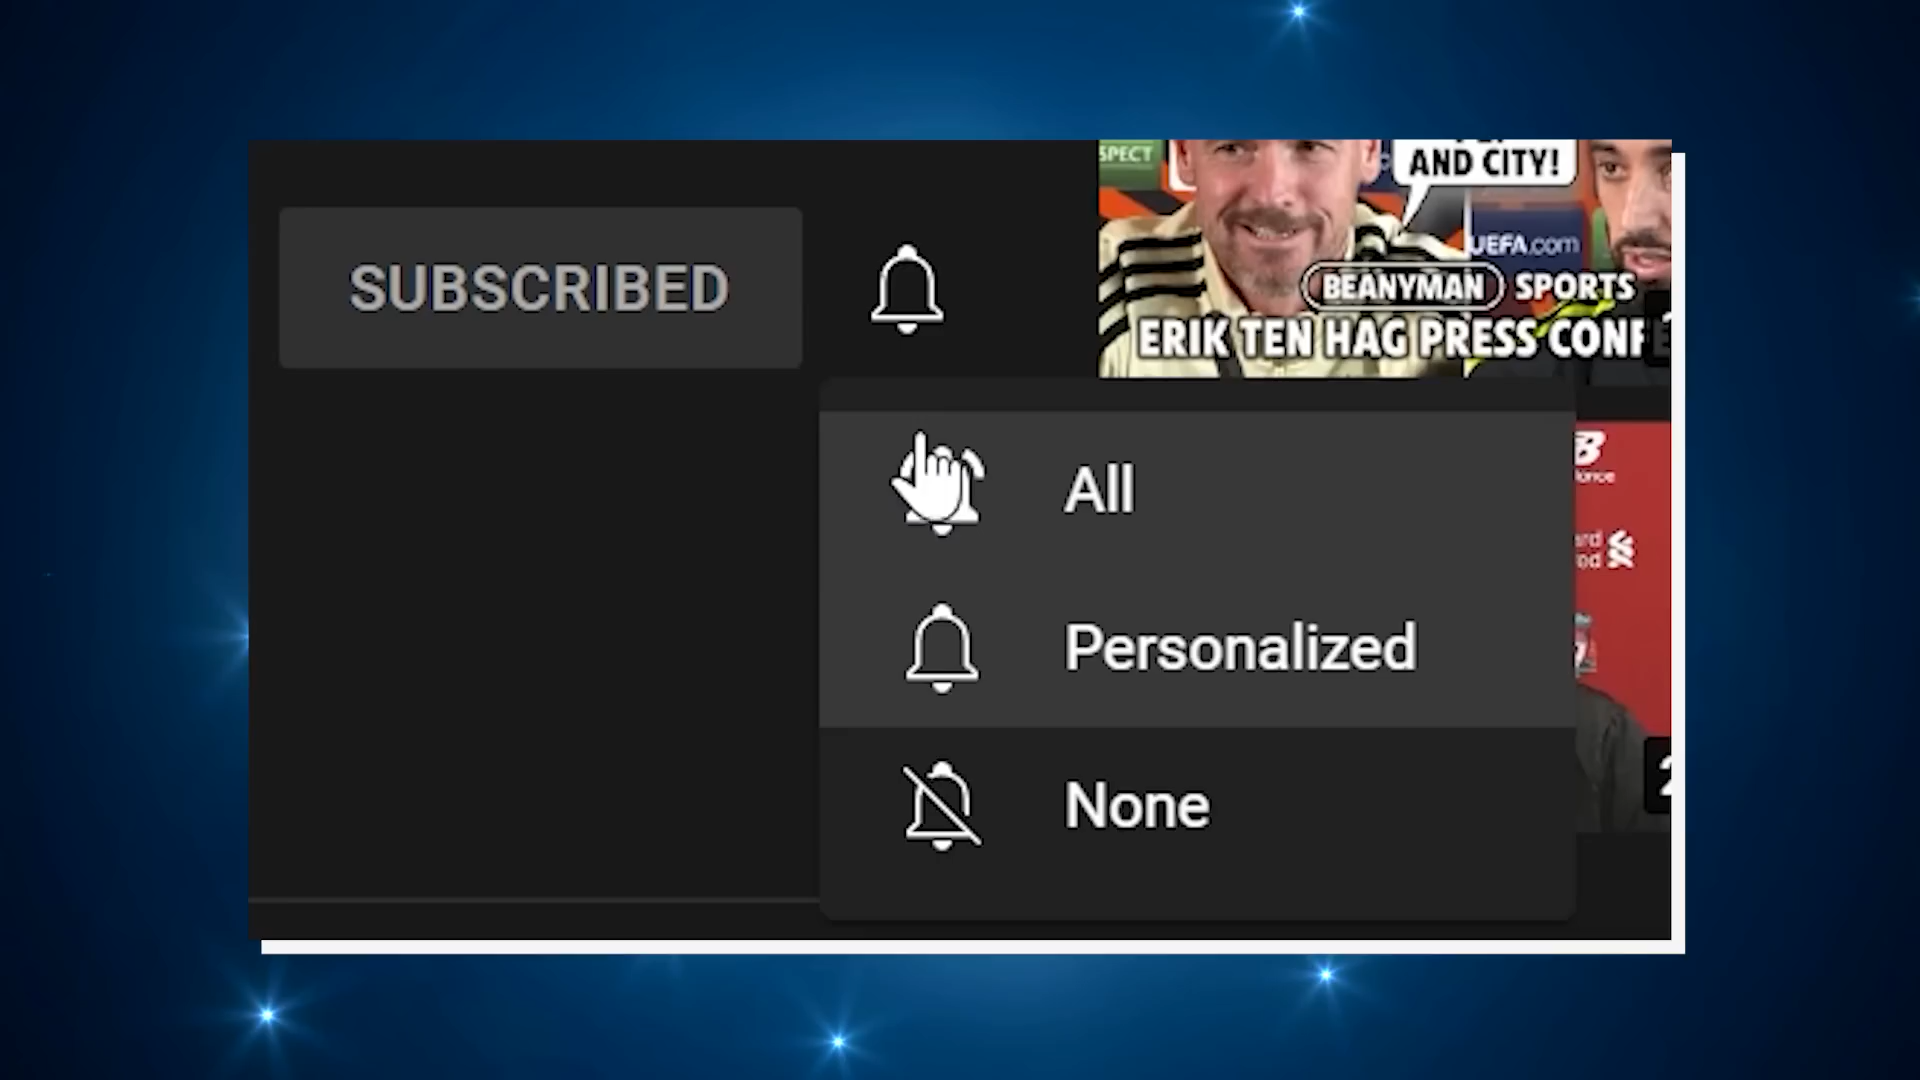 SPECT
AND CITY!
UEFA.com
BEANYMAN SPORTS
ERIK TEN HAG PRESS CONF
SUBSCRIBED
All
Personalized
None